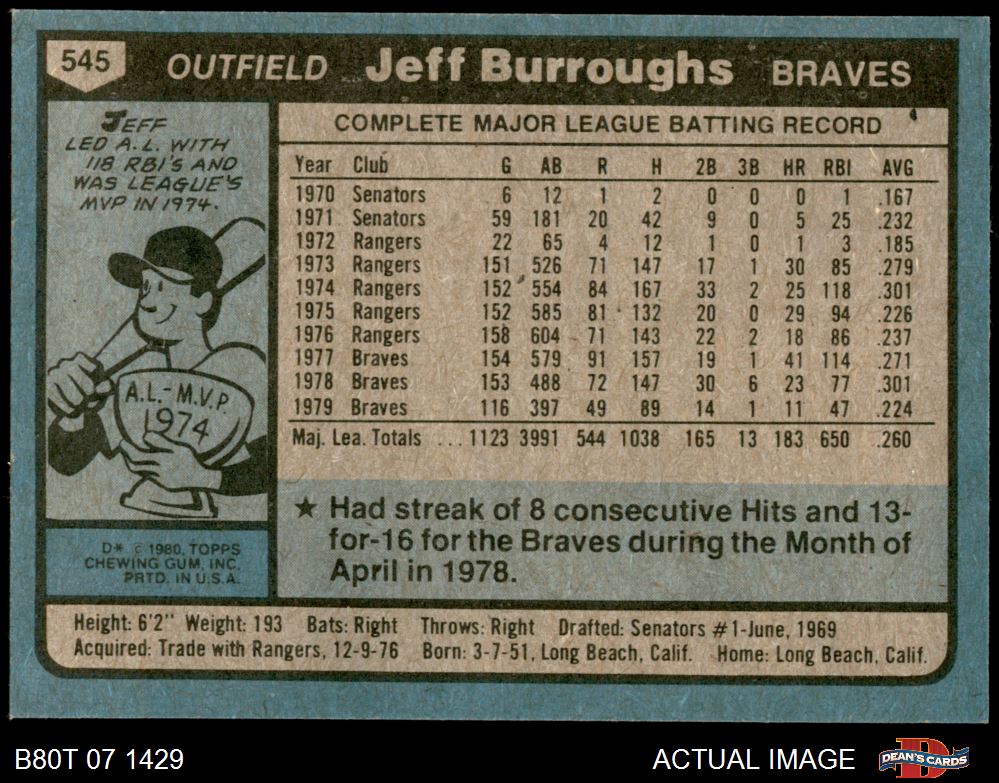 545 OUTFIELD Jeff Burroughs BRAVES
JEFF
LED A.L. WITH
118 RBI'S AND
WAS LEAGUE'S
MVP IN 1974.
A.L.-M.V.P.
1974
D* © 1980, TOPPS
CHEWING GUM, INC.
PRTD. IN U.S.A.
COMPLETE MAJOR LEAGUE BATTING RECORD
Year Club G AB R H 2B 3B HR RBI AVG
1970 Senators 6 12 1 2 0 0 0 1 .167
1971 Senators 59 181 20 42 9 0 5 25 .232
1972 Rangers 22 65 4 12 1 0 1 3 .185
1973 Rangers 151 526 71 147 17 1 30 85 .279
1974 Rangers 152 554 84 167 33 2 25 118 .301
1975 Rangers 152 585 81 132 20 0 29 94 .226
1976 Rangers 158 604 71 143 22 2 18 86 .237
1977 Braves 154 579 91 157 19 1 41 114 .271
1978 Braves 153 488 72 147 30 6 23 77 .301
1979 Braves 116 397 49 89 14 1 11 47 .224
Maj. Lea. Totals ... 1123 3991 544 1038 165 13 183 650 .260
★ Had streak of 8 consecutive Hits and 13-
for-16 for the Braves during the Month of
April in 1978.
Height: 6'2" Weight: 193 Bats: Right Throws: Right Drafted: Senators #1-June, 1969
Acquired: Trade with Rangers, 12-9-76 Born: 3-7-51, Long Beach, Calif. Home: Long Beach, Calif.
B80T 07 1429 ACTUAL IMAGE DEAN'S CARDS